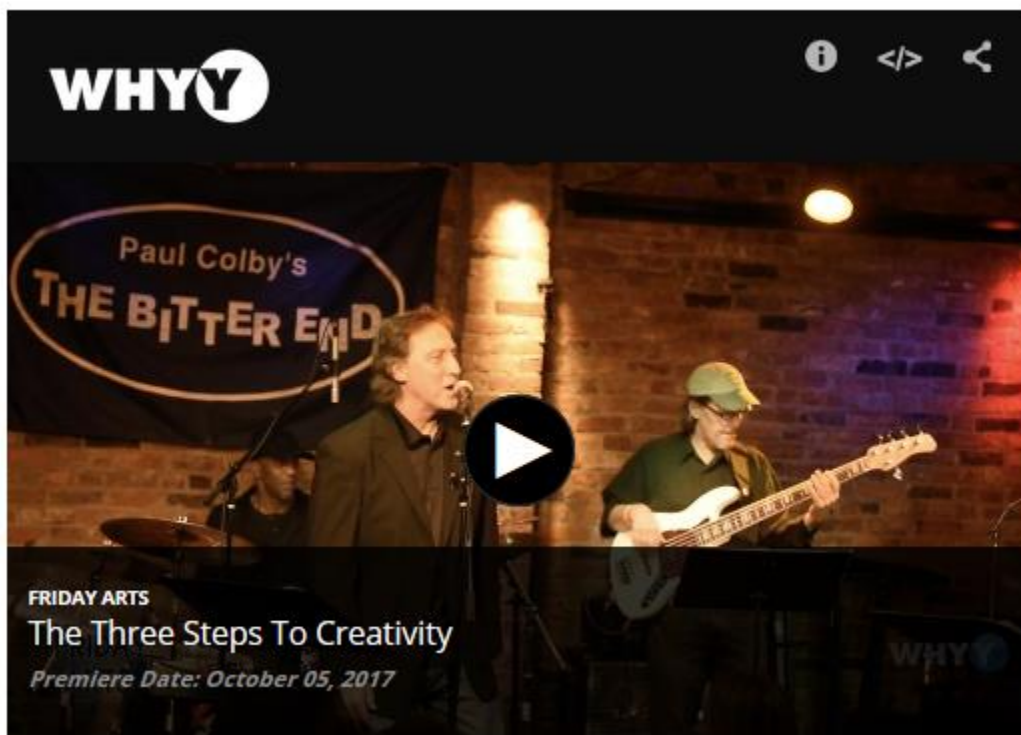 WHYY
</>
Paul Colby's
THE BITTER END
FRIDAY ARTS
The Three Steps To Creativity
Premiere Date: October 05, 2017
WHYY